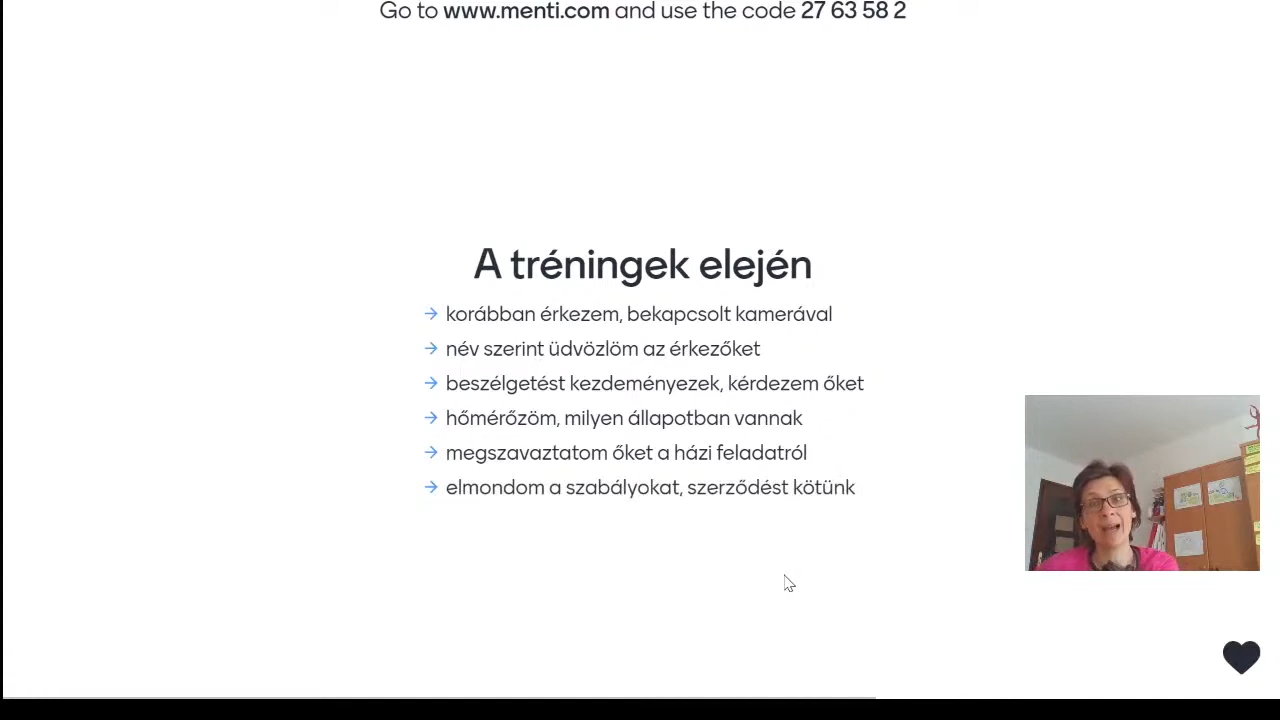 Go to www.menti.com and use the code 27 63 58 2
A tréningek elején
→ korábban érkezem, bekapcsolt kamerával
→ név szerint üdvözlöm az érkezőket
→ beszélgetést kezdeményezek, kérdezem őket
→ hőmérőzöm, milyen állapotban vannak
→ megszavaztatom őket a házi feladatról
→ elmondom a szabályokat, szerződést kötünk